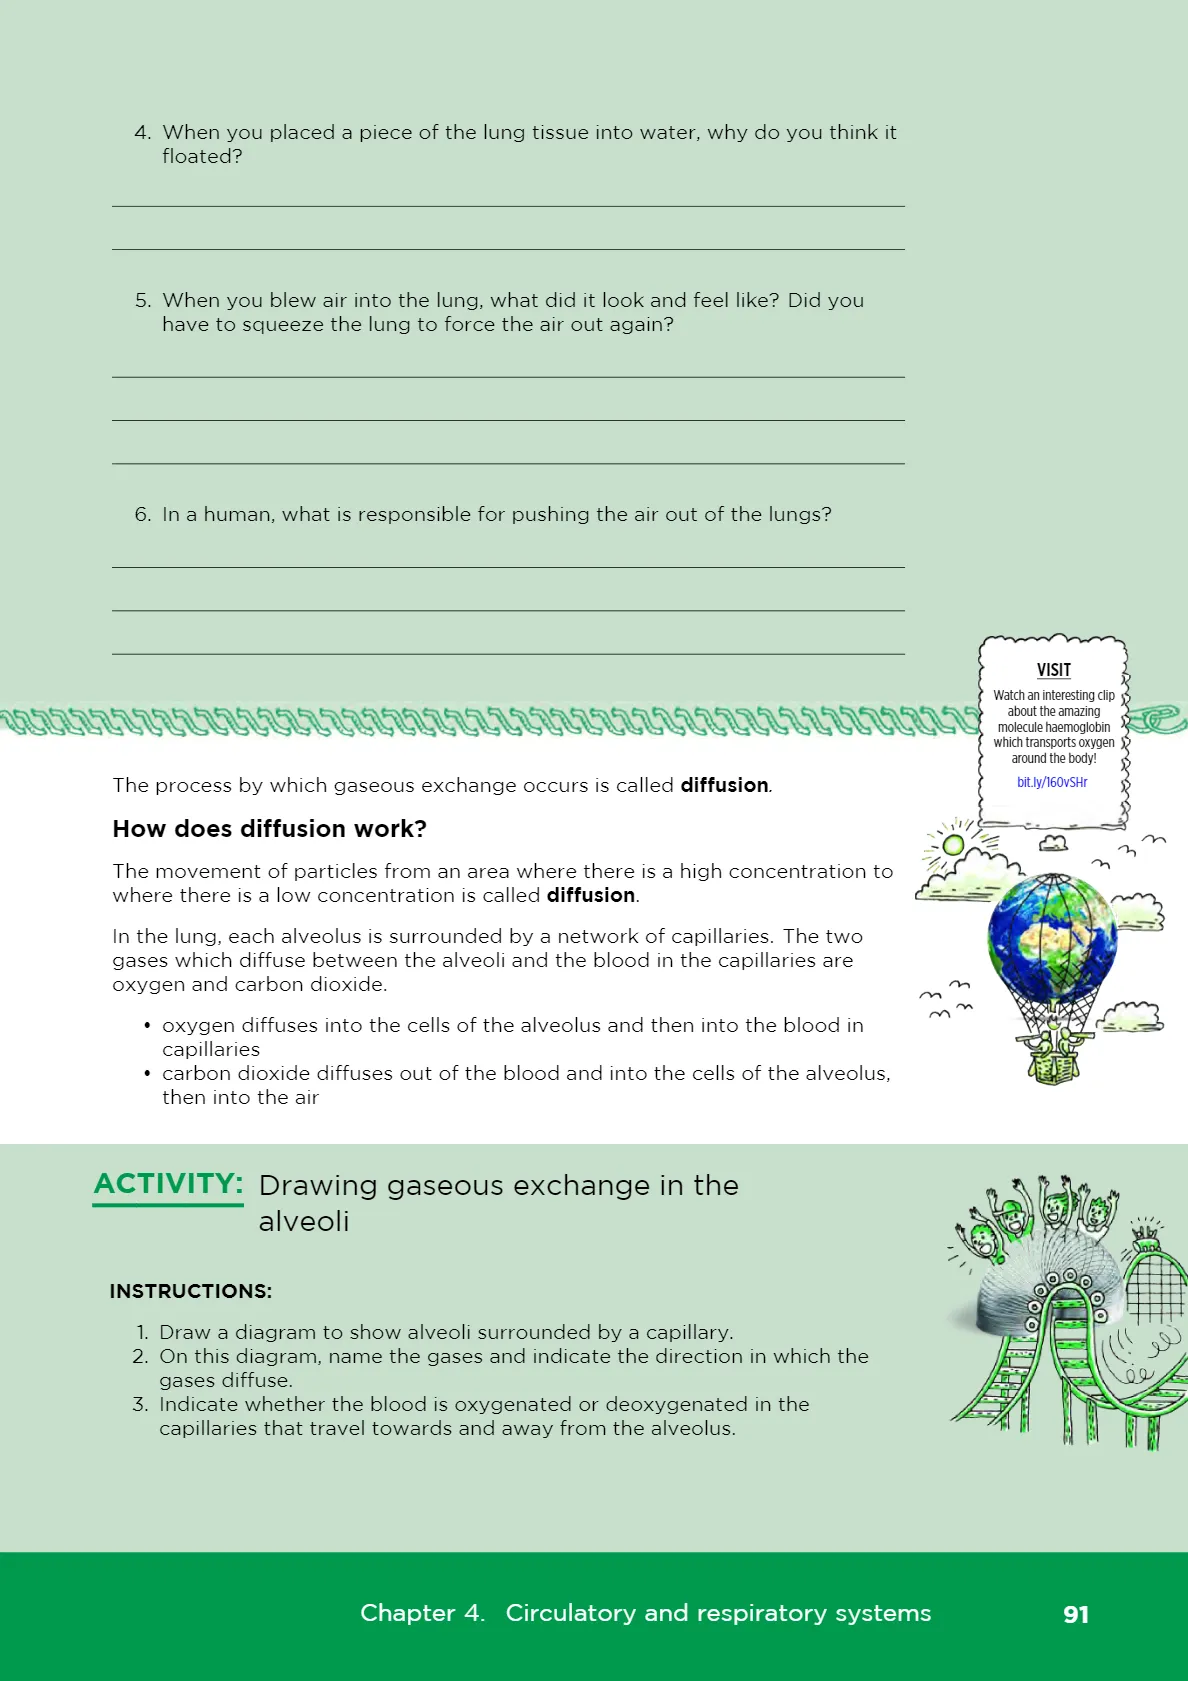 4. When you placed a piece of the lung tissue into water, why do you think it
floated?
5. When you blew air into the lung, what did it look and feel like? Did you
have to squeeze the lung to force the air out again?
6. In a human, what is responsible for pushing the air out of the lungs?
VISIT
Watch an interesting clip
about the amazing
molecule haemoglobin
which transports oxygen
around the body!
bit.ly/160vSHr
The process by which gaseous exchange occurs is called diffusion.
How does diffusion work?
The movement of particles from an area where there is a high concentration to
where there is a low concentration is called diffusion.
In the lung, each alveolus is surrounded by a network of capillaries. The two
gases which diffuse between the alveoli and the blood in the capillaries are
oxygen and carbon dioxide.
• oxygen diffuses into the cells of the alveolus and then into the blood in
capillaries
• carbon dioxide diffuses out of the blood and into the cells of the alveolus,
then into the air
ACTIVITY: Drawing gaseous exchange in the
alveoli
INSTRUCTIONS:
1. Draw a diagram to show alveoli surrounded by a capillary.
2. On this diagram, name the gases and indicate the direction in which the
gases diffuse.
3. Indicate whether the blood is oxygenated or deoxygenated in the
capillaries that travel towards and away from the alveolus.
Chapter 4. Circulatory and respiratory systems 91